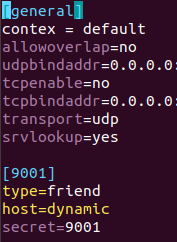 [general]
contex = default
allowoverlap=no
udpbindaddr=0.0.0.0:
tcpenable=no
tcpbindaddr=0.0.0.0:
transport=udp
srvlookup=yes

[9001]
type=friend
host=dynamic
secret=9001